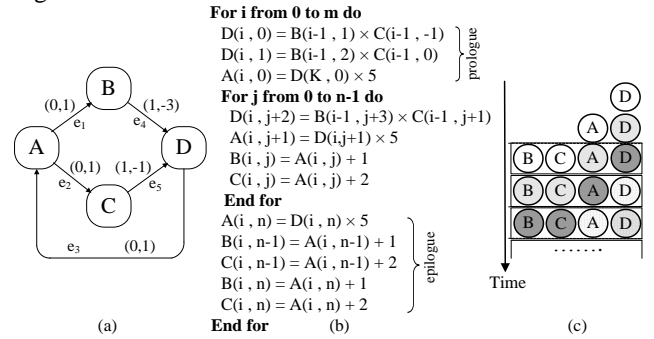 B
(0,1)
(1,-3)
e1
e4
A
D
(0,1)
(1,-1)
e2
e5
C
e3
(0,1)
(a)
For i from 0 to m do
D(i , 0) = B(i-1 , 1) × C(i-1 , -1)
D(i , 1) = B(i-1 , 2) × C(i-1 , 0)
A(i , 0) = D(K , 0) × 5
prologue
For j from 0 to n-1 do
D(i , j+2) = B(i-1 , j+3) × C(i-1 , j+1)
A(i , j+1) = D(i,j+1) × 5
B(i , j) = A(i , j) + 1
C(i , j) = A(i , j) + 2
End for
A(i , n) = D(i , n) × 5
B(i , n-1) = A(i , n-1) + 1
C(i , n-1) = A(i , n-1) + 2
B(i , n) = A(i , n) + 1
C(i , n) = A(i , n) + 2
epilogue
End for
(b)
D
A D
B C A D
B C A D
B C A D
.......
Time
(c)